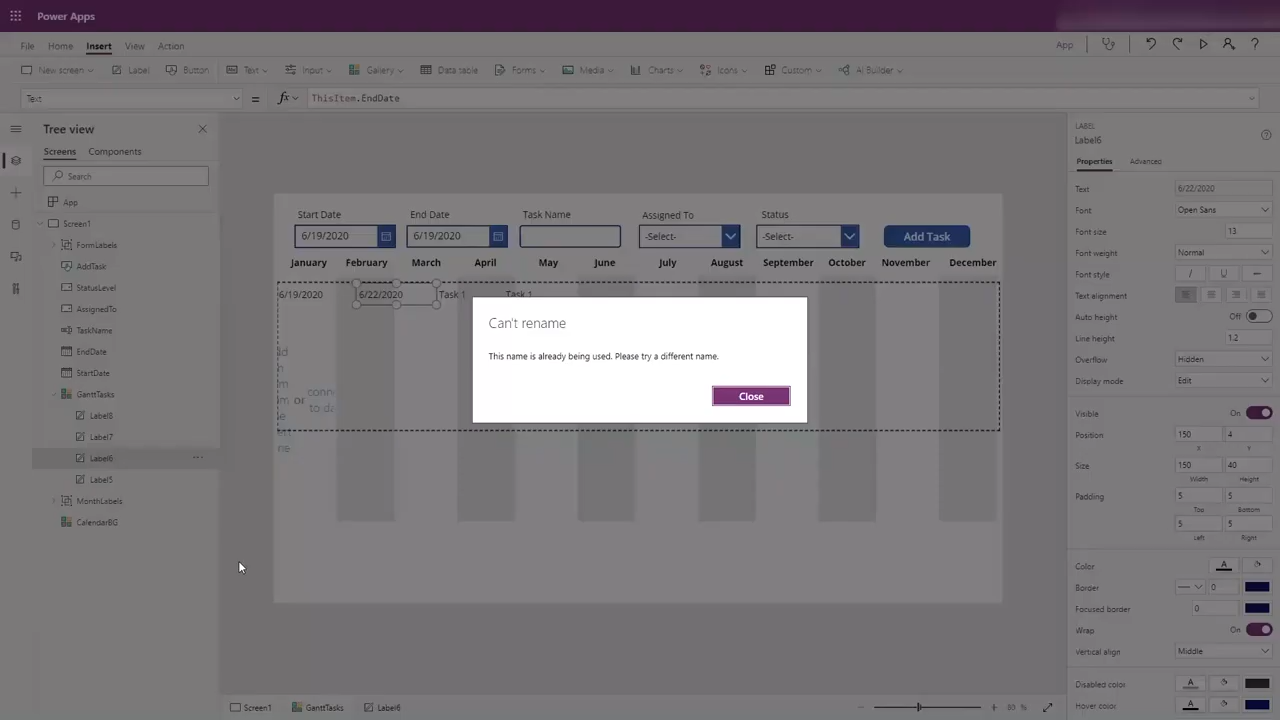 Power Apps
File Home Insert View Action App
New screen Label Button Text Input Gallery Data table Forms Media Charts Icons Custom AI Builder
Text = fx ThisItem.EndDate
Tree view
Screens Components
Search
App
Screen1
FormLabels
AddTask
StatusLevel
AssignedTo
TaskName
EndDate
StartDate
GanttTasks
Label8
Label7
Label6 ...
Label5
MonthLabels
CalendarBG
Start Date End Date Task Name Assigned To Status
6/19/2020 6/19/2020 -Select- -Select- Add Task
January February March April May June July August September October November December
6/19/2020 6/22/2020 Task 1 Task 1
or
Can't rename
This name is already being used. Please try a different name.
Close
LABEL
Label6
Properties Advanced
Text 6/22/2020
Font Open Sans
Font size 13
Font weight Normal
Font style / U
Text alignment
Auto height Off
Line height 1.2
Overflow Hidden
Display mode Edit
Visible On
Position 150 4
X Y
Size 150 40
Width Height
Padding 5 5
Top Bottom
5 5
Left Right
Color A
Border 0
Focused border 0
Wrap On
Vertical align Middle
Disabled color A
Hover color A
Screen1 GanttTasks Label6 %